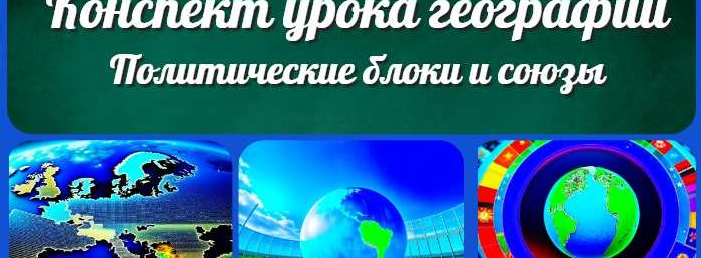 Конспект урока географии
Политические блоки и союзы